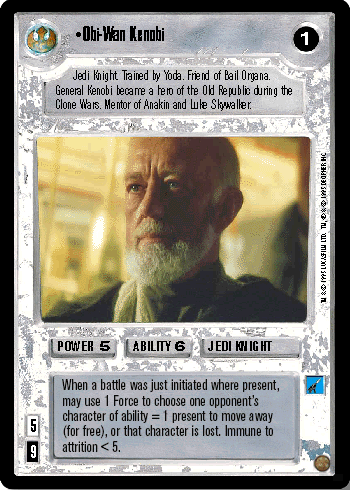 •Obi-Wan Kenobi
1
Jedi Knight. Trained by Yoda. Friend of Bail Organa.
General Kenobi became a hero of the Old Republic during the
Clone Wars. Mentor of Anakin and Luke Skywalker.
POWER 5
ABILITY 6
JEDI KNIGHT
When a battle was just initiated where present,
may use 1 Force to choose one opponent's
character of ability = 1 present to move away
(for free), or that character is lost. Immune to
attrition < 5.
5
9